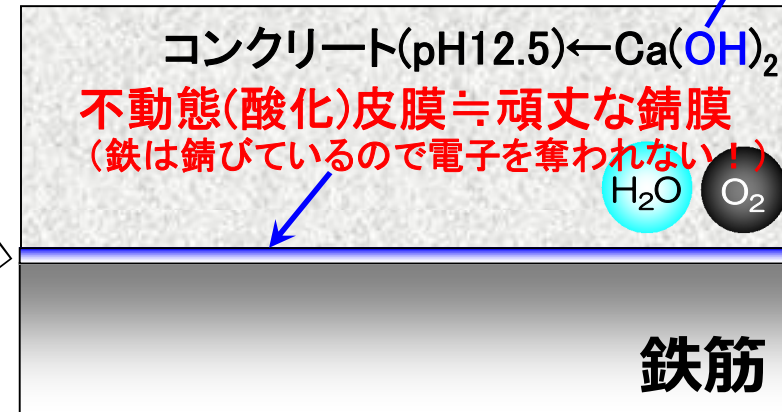 コンクリート(pH12.5)←Ca(OH)₂
不動態(酸化)皮膜≒頑丈な錆膜
（鉄は錆びているので電子を奪われない！）
H₂O O₂
鉄筋